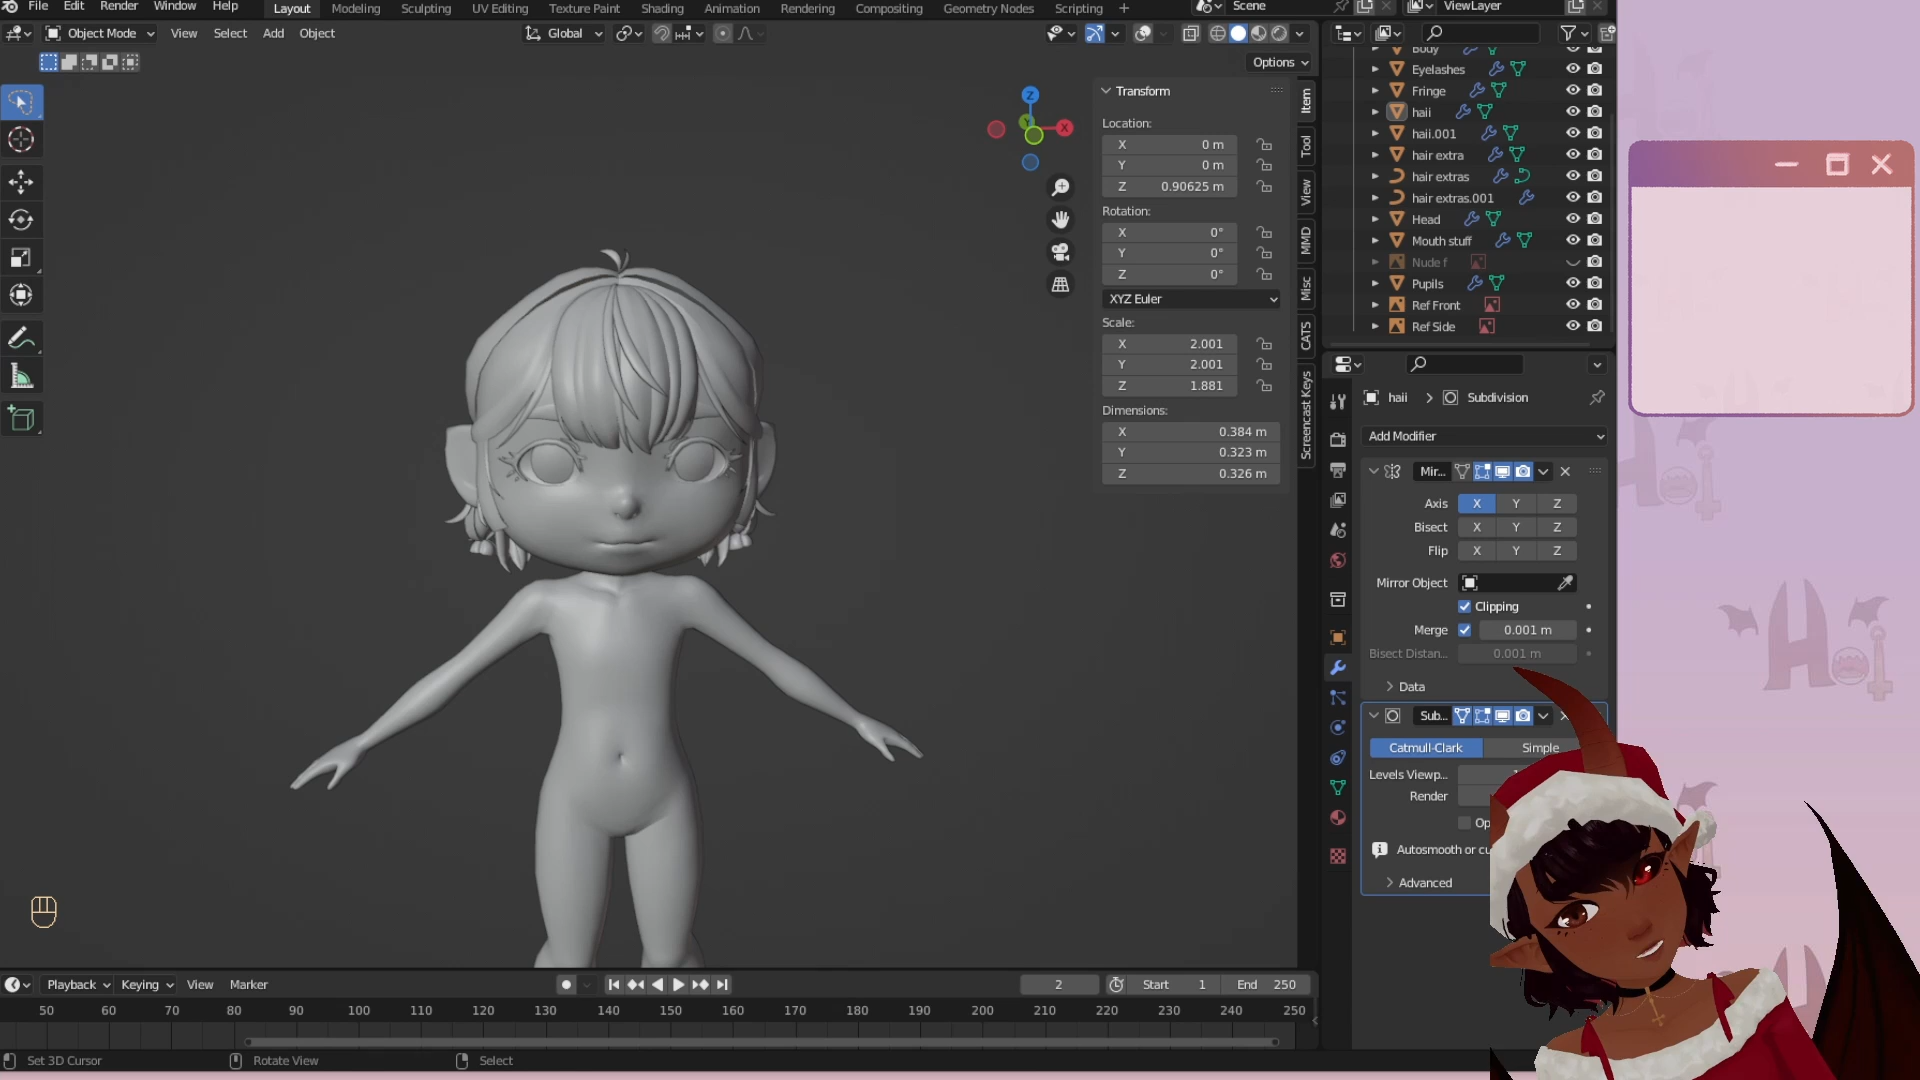 File Edit Render Window Help Layout Modeling Sculpting UV Editing Texture Paint Shading Animation Rendering Compositing Geometry Nodes Scripting + Scene ViewLayer
Object Mode View Select Add Object Global
Options
Transform
Location:
X 0 m
Y 0 m
Z 0.90625 m
Rotation:
X 0°
Y 0°
Z 0°
XYZ Euler
Scale:
X 2.001
Y 2.001
Z 1.881
Dimensions:
X 0.384 m
Y 0.323 m
Z 0.326 m
Item
Tool
View
MMD
Misc
CATS
Screencast Keys
Z
Y
X
Body
Eyelashes
Fringe
haii
haii.001
hair extra
hair extras
hair extras.001
Head
Mouth stuff
Nude f
Pupils
Ref Front
Ref Side
haii > Subdivision
Add Modifier
Mir...
Axis X Y Z
Bisect X Y Z
Flip X Y Z
Mirror Object
Clipping
Merge 0.001 m
Bisect Distan... 0.001 m
Data
Sub...
Catmull-Clark Simple
Levels Viewp...
Render
Op
Autosmooth or cu
Advanced
Playback Keying View Marker 2 Start 1 End 250
50 60 70 80 90 100 110 120 130 140 150 160 170 180 190 200 210 220 230 240 250
Set 3D Cursor Rotate View Select